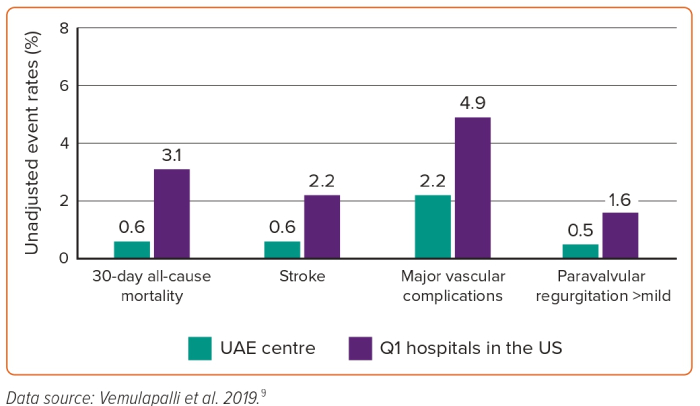 Unadjusted event rates (%)
8
6
4
2
0
0.6
3.1
0.6
2.2
2.2
4.9
0.5
1.6
30-day all-cause
mortality
Stroke
Major vascular
complications
Paravalvular
regurgitation >mild
UAE centre
Q1 hospitals in the US
Data source: Vemulapalli et al. 2019.⁹